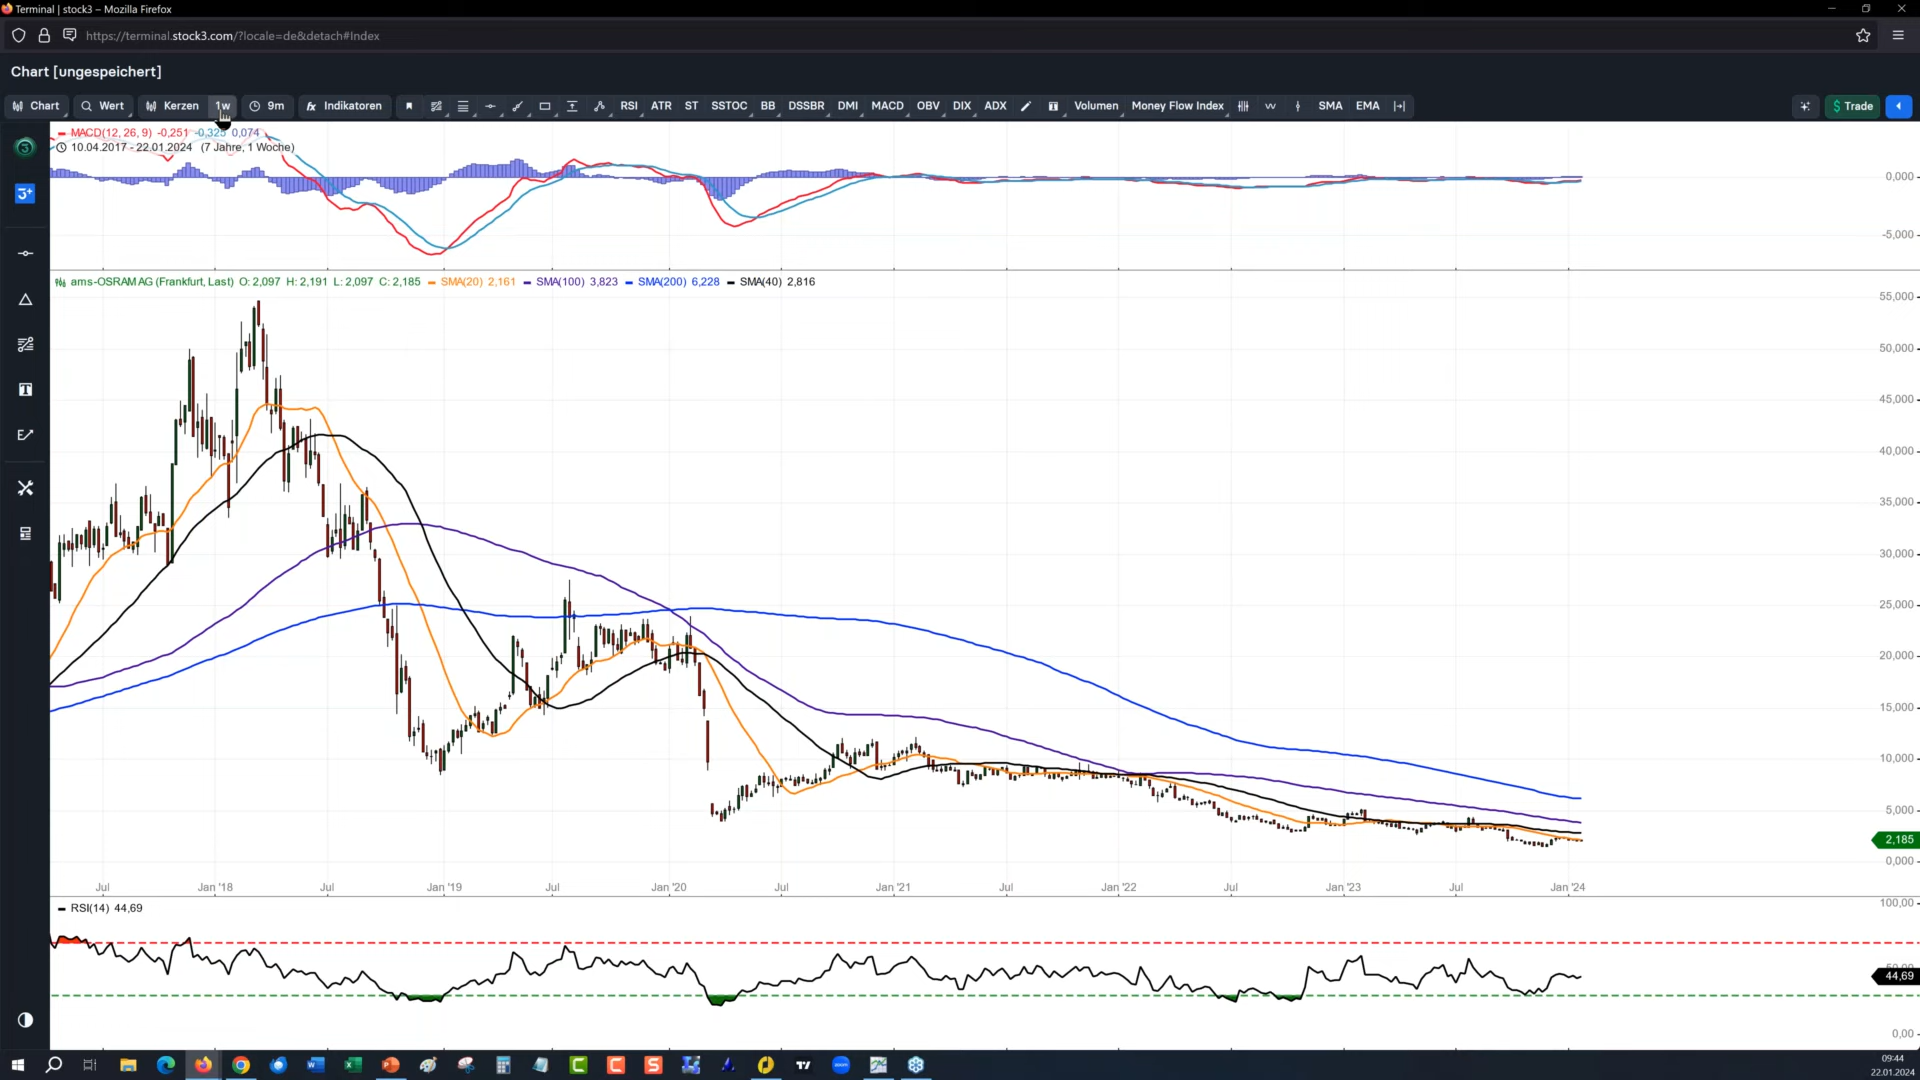 Terminal | stock3 – Mozilla Firefox
https://terminal.stock3.com/?locale=de&detach#Index
Chart [ungespeichert]
Chart Wert Kerzen 1w 9m fx Indikatoren RSI ATR ST SSTOC BB DSSBR DMI MACD OBV DIX ADX Volumen Money Flow Index SMA EMA $ Trade
MACD(12, 26, 9) -0,251 -0,325 0,074
10.04.2017 - 22.01.2024 (7 Jahre, 1 Woche)
0,000
-5,000
ams-OSRAM AG (Frankfurt, Last) O: 2,097 H: 2,191 L: 2,097 C: 2,185 SMA(20) 2,161 SMA(100) 3,823 SMA(200) 6,228 SMA(40) 2,816
55,000
50,000
45,000
40,000
35,000
30,000
25,000
20,000
15,000
10,000
5,000
2,185
0,000
Jul Jan '18 Jul Jan '19 Jul Jan '20 Jul Jan '21 Jul Jan '22 Jul Jan '23 Jul Jan '24
RSI(14) 44,69
100,00
44,69
0,00
09:44
22.01.2024